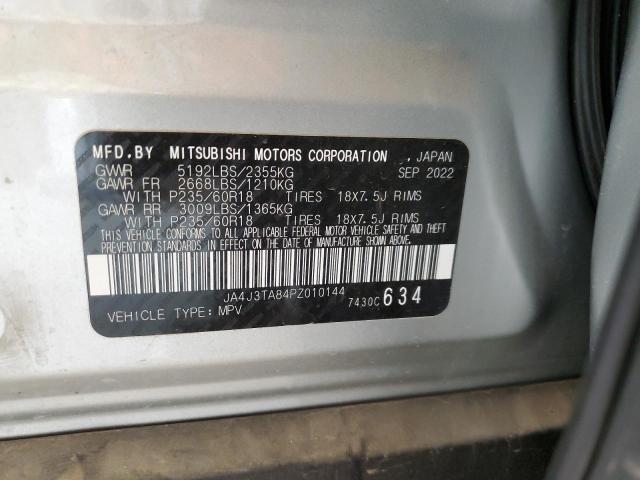 MFD.BY MITSUBISHI MOTORS CORPORATION , JAPAN
GVWR 5192LBS/2355KG SEP 2022
GAWR FR 2668LBS/1210KG
WITH P235/60R18 TIRES 18X7.5J RIMS
GAWR RR 3009LBS/1365KG
WITH P235/60R18 TIRES 18X7.5J RIMS
THIS VEHICLE CONFORMS TO ALL APPLICABLE FEDERAL MOTOR VEHICLE SAFETY AND THEFT
PREVENTION STANDARDS IN EFFECT ON THE DATE OF MANUFACTURE SHOWN ABOVE.
JA4J3TA84PZ010144
7430C 634
VEHICLE TYPE: MPV